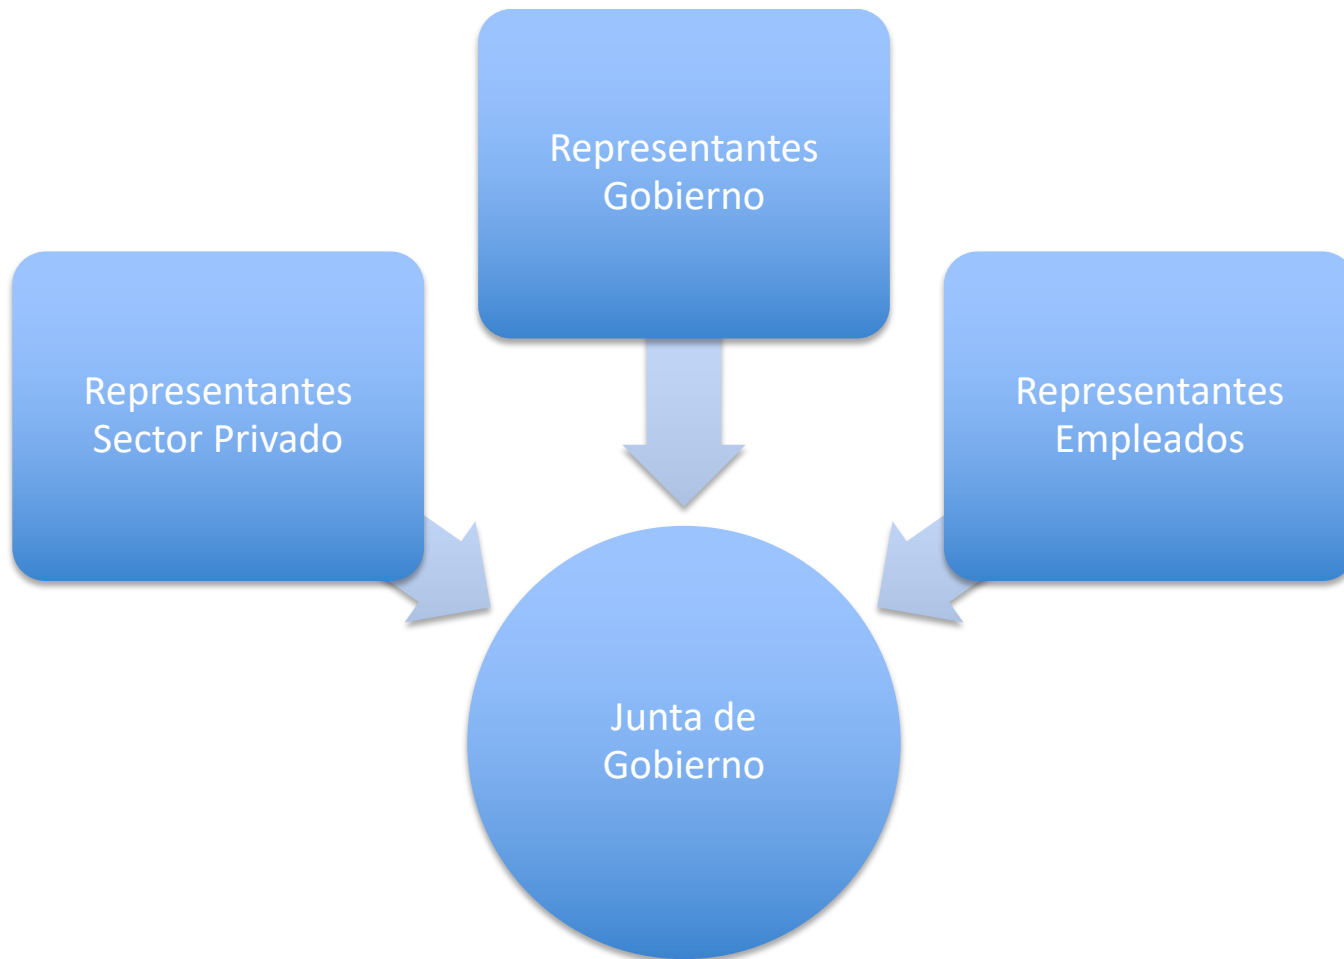 Representantes
Gobierno
Representantes
Sector Privado
Representantes
Empleados
Junta de
Gobierno